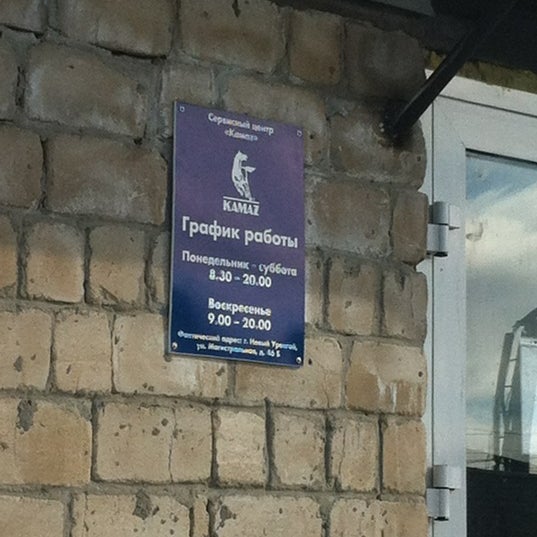 Сервисный центр
«Камаз»
KAMAZ
График работы
Понедельник - суббота
8.30 - 20.00
Воскресенье
9.00 - 20.00
Фактический адрес: г. Новый Уренгой,
ул. Магистральная, д. 46 Б